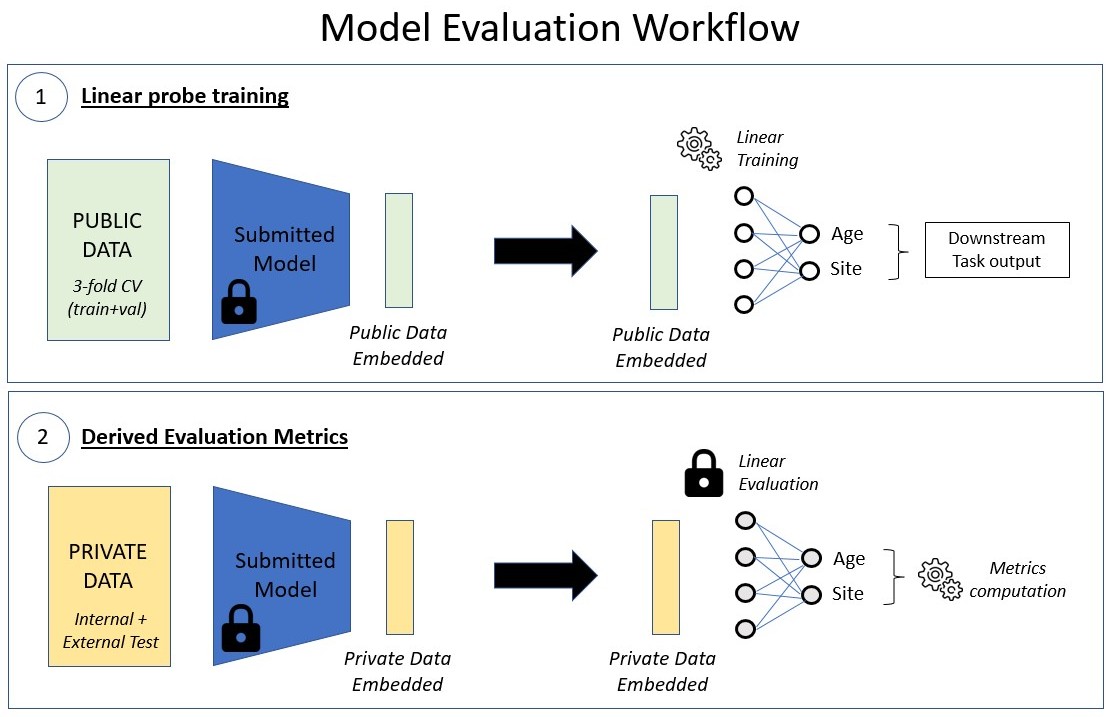 Model Evaluation Workflow
1
Linear probe training
PUBLIC
DATA
3-fold CV
(train+val)
Submitted
Model
Public Data
Embedded
Public Data
Embedded
Linear
Training
Age
Site
Downstream
Task output
2
Derived Evaluation Metrics
PRIVATE
DATA
Internal +
External Test
Submitted
Model
Private Data
Embedded
Private Data
Embedded
Linear
Evaluation
Age
Site
Metrics
computation